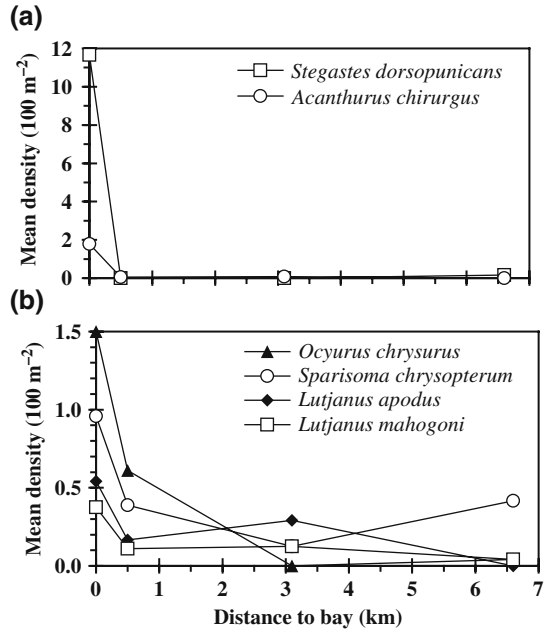 (a)
Mean density (100 m⁻²)
12
10
8
6
4
2
0
Stegastes dorsopunicans
Acanthurus chirurgus
(b)
Mean density (100 m⁻²)
1.5
1.0
0.5
0.0
Ocyurus chrysurus
Sparisoma chrysopterum
Lutjanus apodus
Lutjanus mahogoni
0 1 2 3 4 5 6 7
Distance to bay (km)